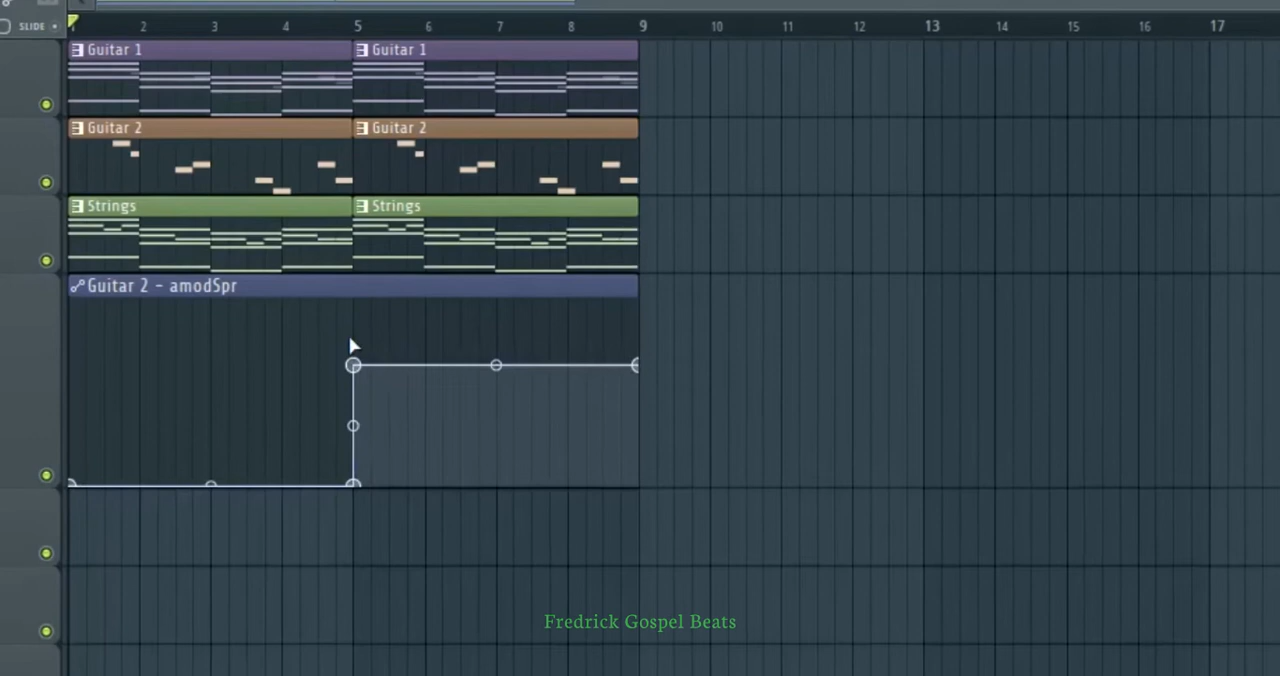 SLIDE
1 2 3 4 5 6 7 8 9 10 11 12 13 14 15 16 17
Guitar 1 Guitar 1
Guitar 2 Guitar 2
Strings Strings
Guitar 2 - amodSpr
Fredrick Gospel Beats